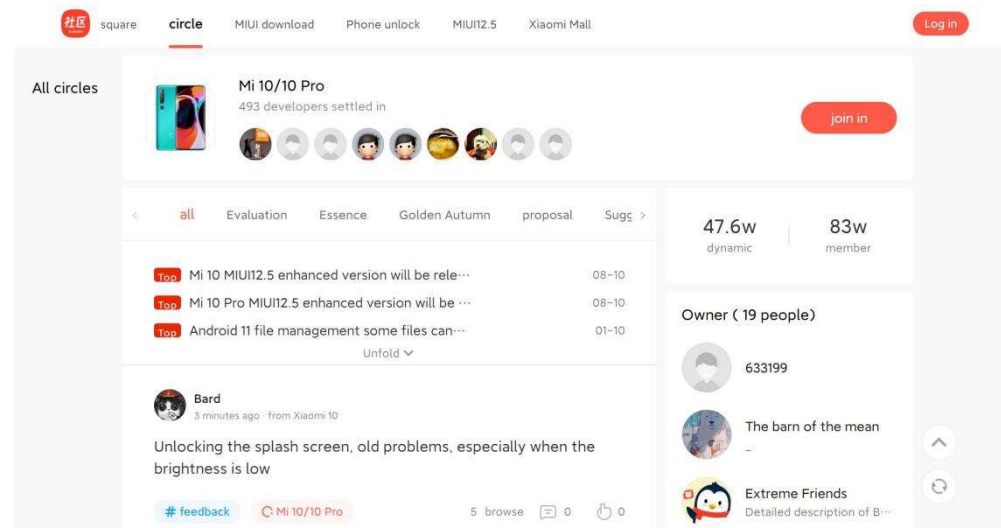 社区
square
circle
MIUI download
Phone unlock
MIUI12.5
Xiaomi Mall
Log in
All circles
Mi 10/10 Pro
493 developers settled in
join in
all
Evaluation
Essence
Golden Autumn
proposal
Sugg
47.6w
dynamic
83w
member
Top Mi 10 MIUI12.5 enhanced version will be rele··· 08-10
Top Mi 10 Pro MIUI12.5 enhanced version will be ··· 08-10
Top Android 11 file management some files can··· 01-10
Unfold
Owner ( 19 people)
633199
The barn of the mean
Extreme Friends
Detailed description of B···
Bard
3 minutes ago · from Xiaomi 10
Unlocking the splash screen, old problems, especially when the
brightness is low
# feedback
Mi 10/10 Pro
5 browse
0
0